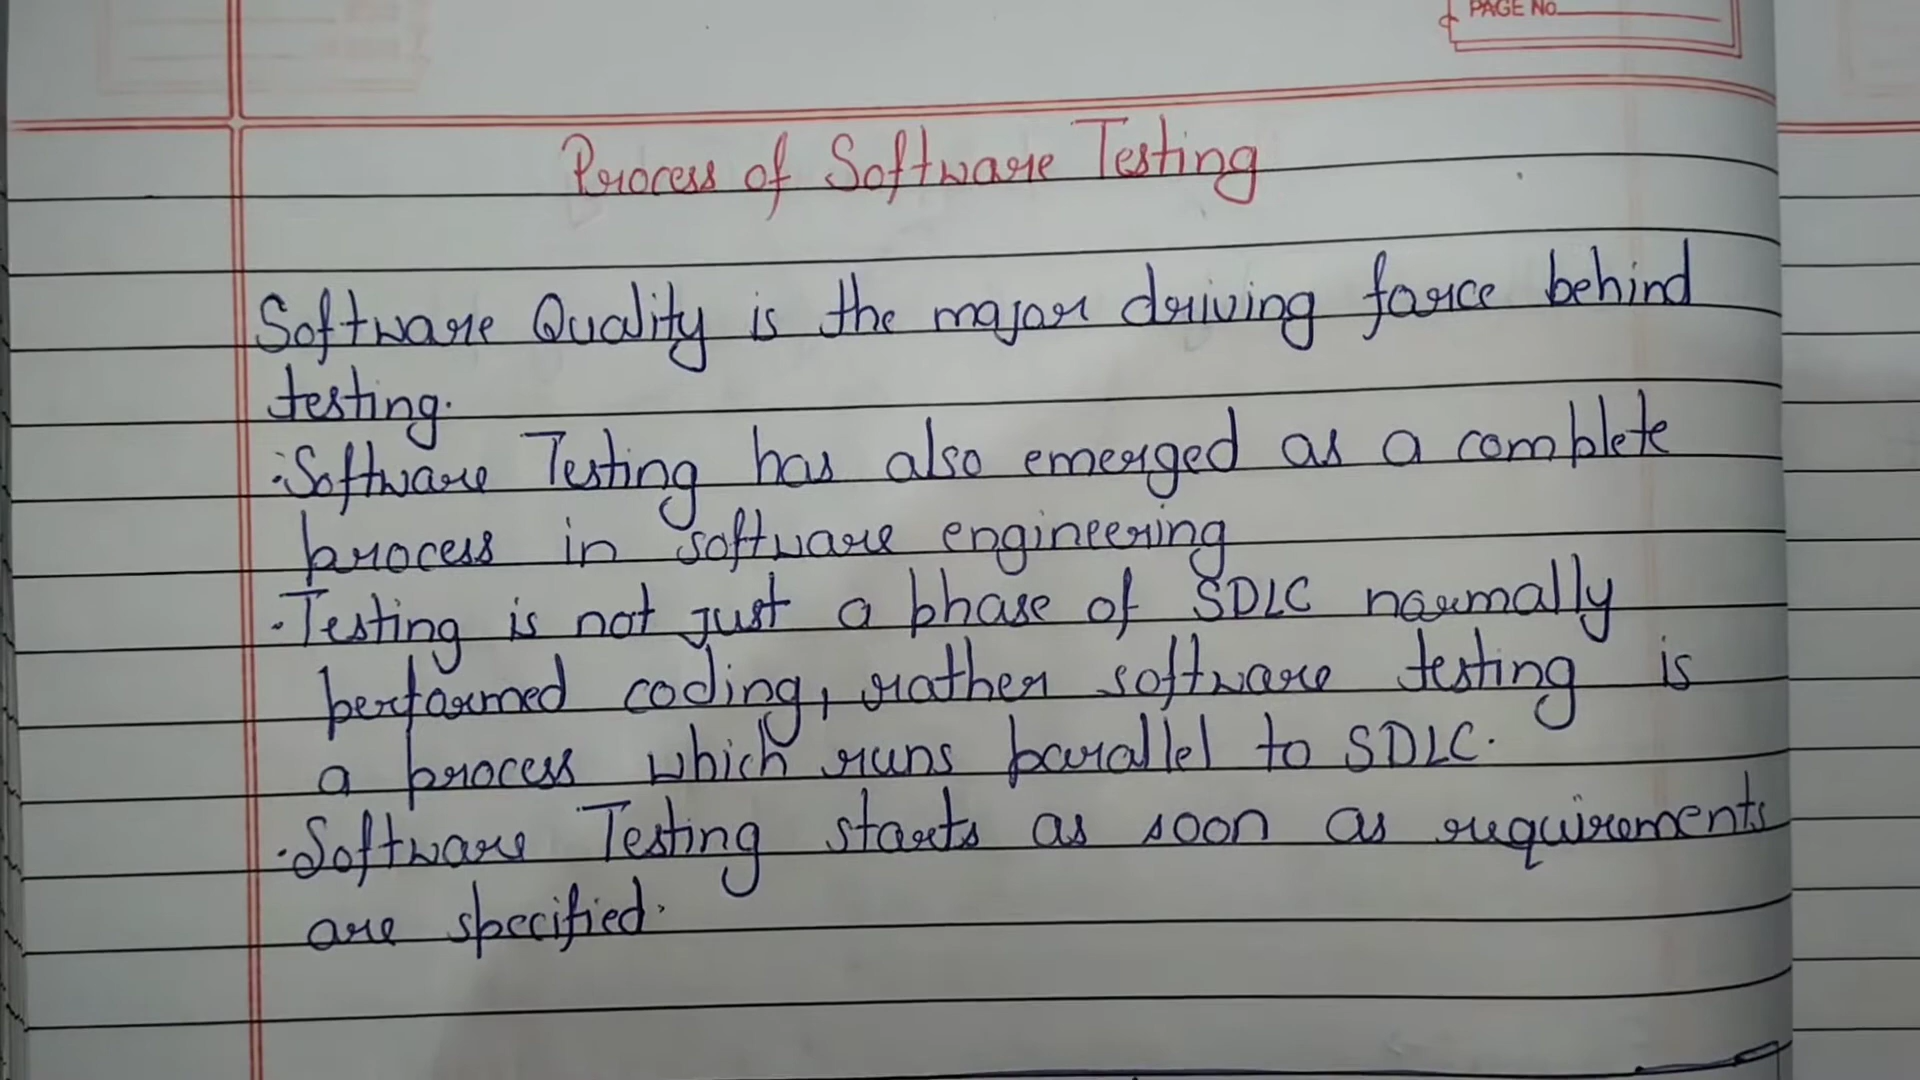 PAGE No.
Process of Software Testing
Software Quality is the major driving force behind
testing.
·Software Testing has also emerged as a complete
process in software engineering
·Testing is not just a phase of SDLC normally
performed coding, rather software testing is
a process which runs parallel to SDLC.
·Software Testing starts as soon as requirements
are specified.